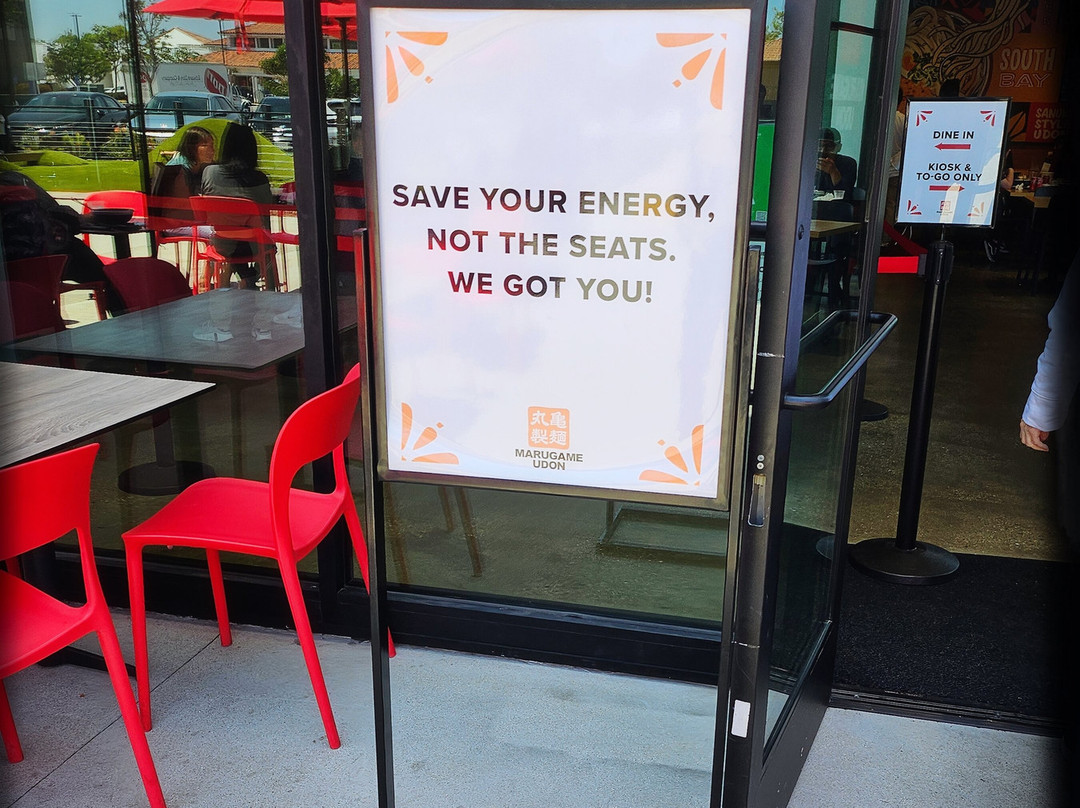 SAVE YOUR ENERGY,
NOT THE SEATS.
WE GOT YOU!
丸亀
製麺
MARUGAME
UDON
DINE IN
KIOSK &
TO-GO ONLY
SOUTH
BAY
UDON